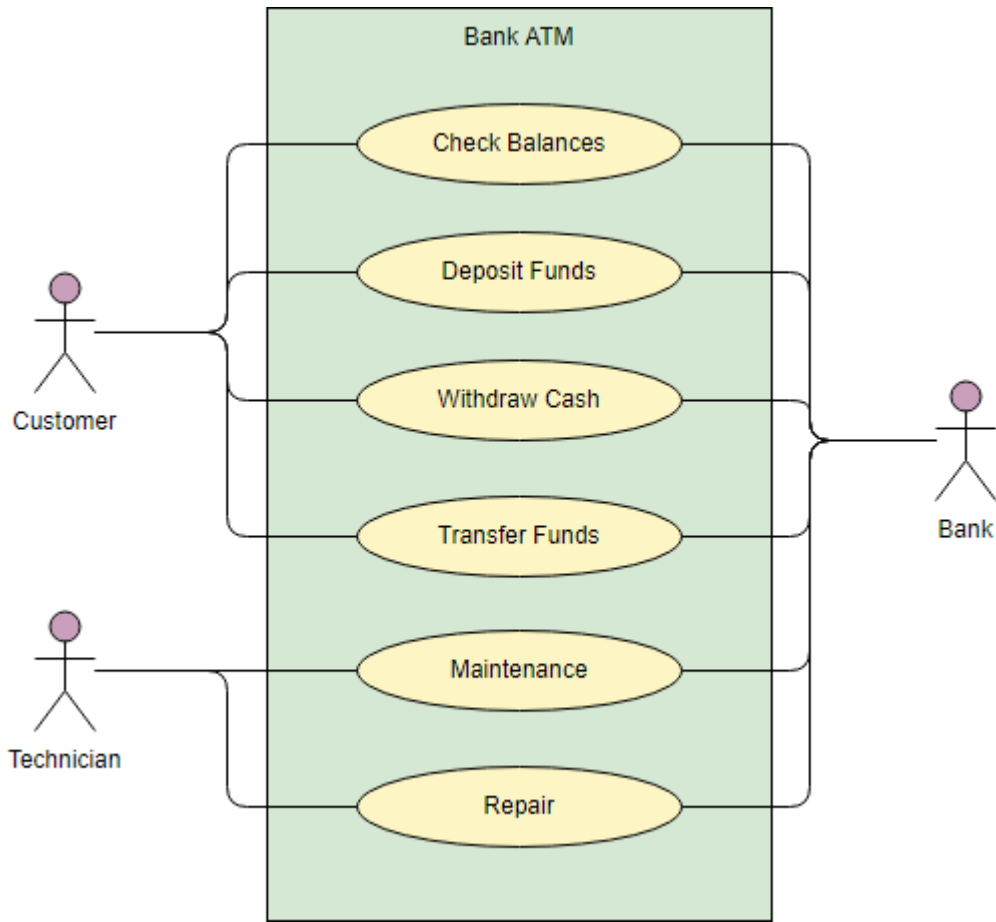 Bank ATM
Check Balances
Deposit Funds
Withdraw Cash
Customer
Transfer Funds
Bank
Maintenance
Technician
Repair